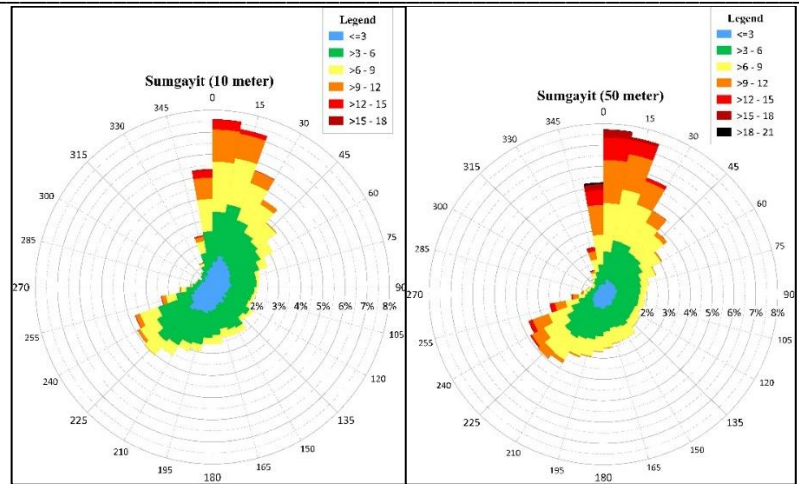 Legend
<=3
>3 - 6
>6 - 9
>9 - 12
>12 - 15
>15 - 18
Sumgayit (10 meter)
0
15
30
45
60
75
90
105
120
135
150
165
180
195
210
225
240
255
270
285
300
315
330
345
2% 3% 4% 5% 6% 7% 8%
Legend
<=3
>3 - 6
>6 - 9
>9 - 12
>12 - 15
>15 - 18
>18 - 21
Sumgayit (50 meter)
0
15
30
45
60
75
90
105
120
135
150
165
180
195
210
225
240
255
270
285
300
315
330
345
2% 3% 4% 5% 6% 7% 8%